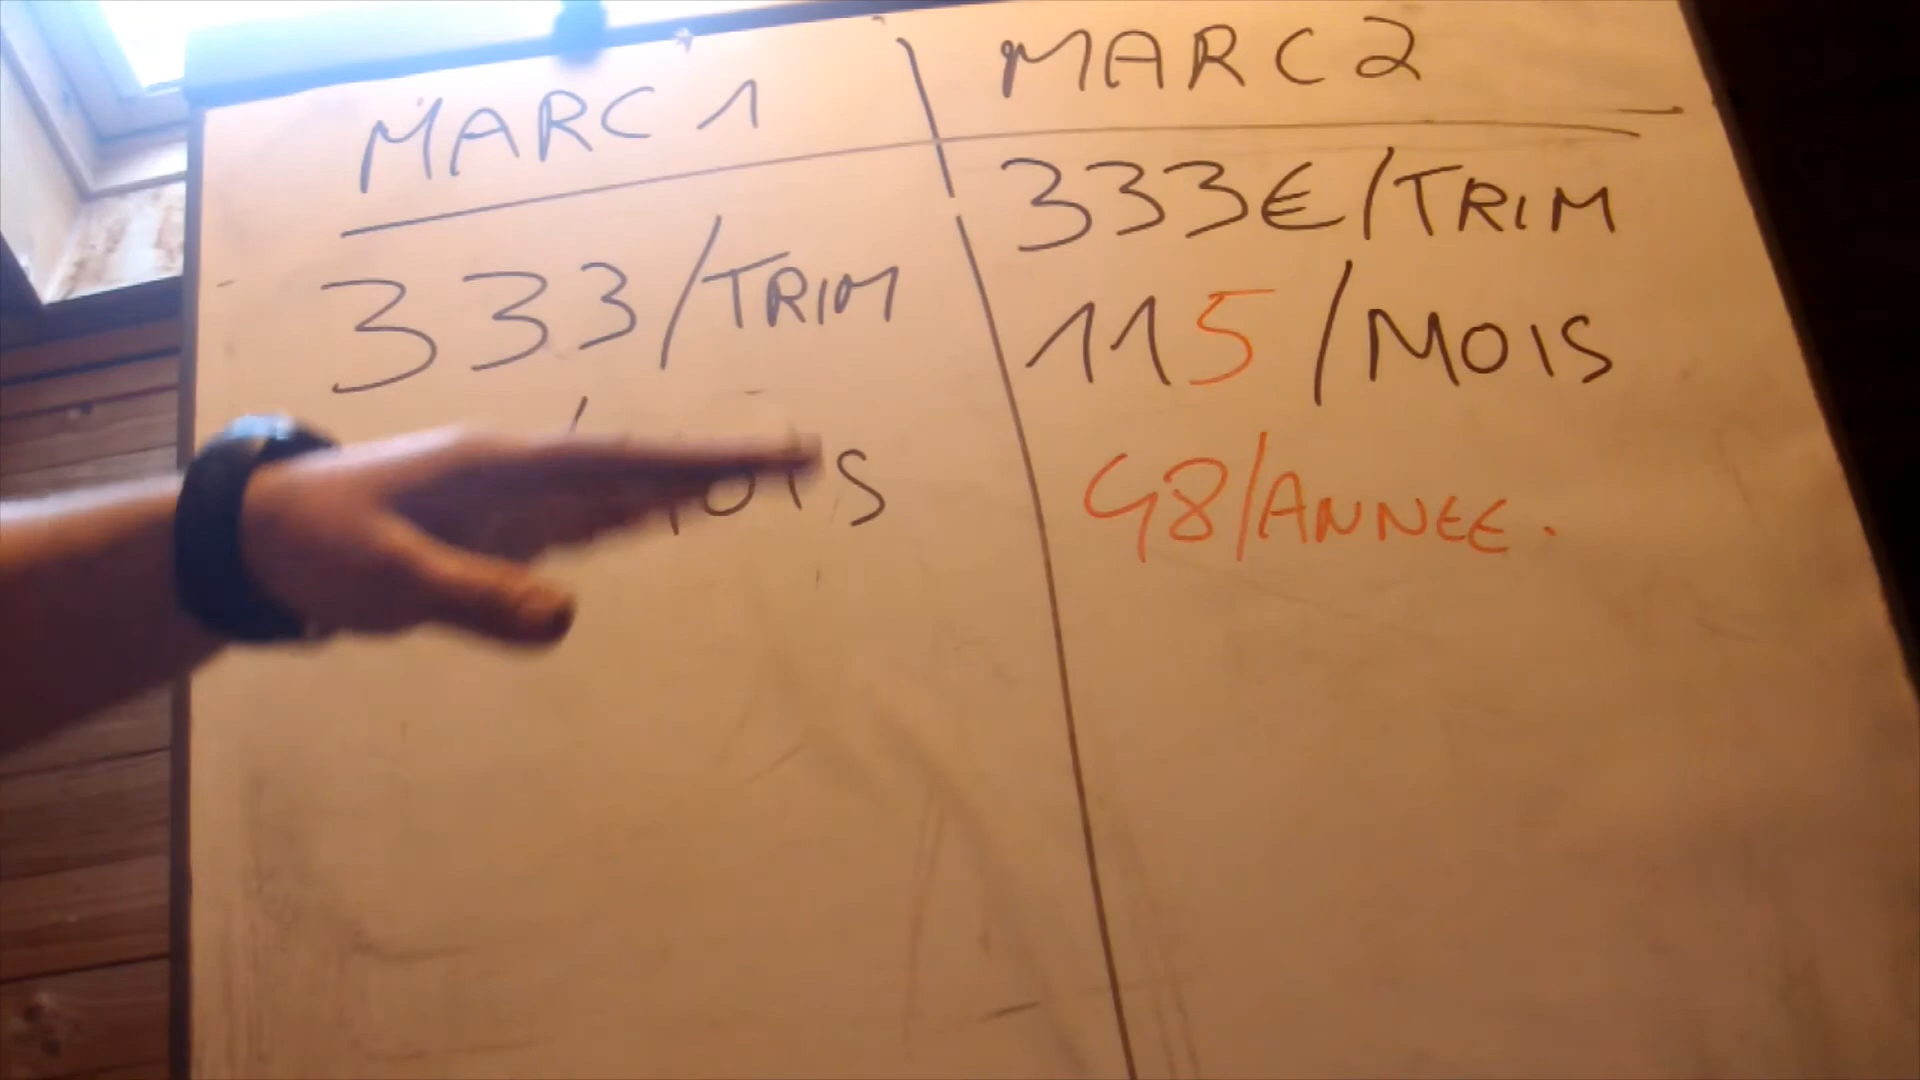 MARC 1
333/TRIM
/MOIS
MARC 2
333€/TRIM
115/MOIS
48/ANNEE.